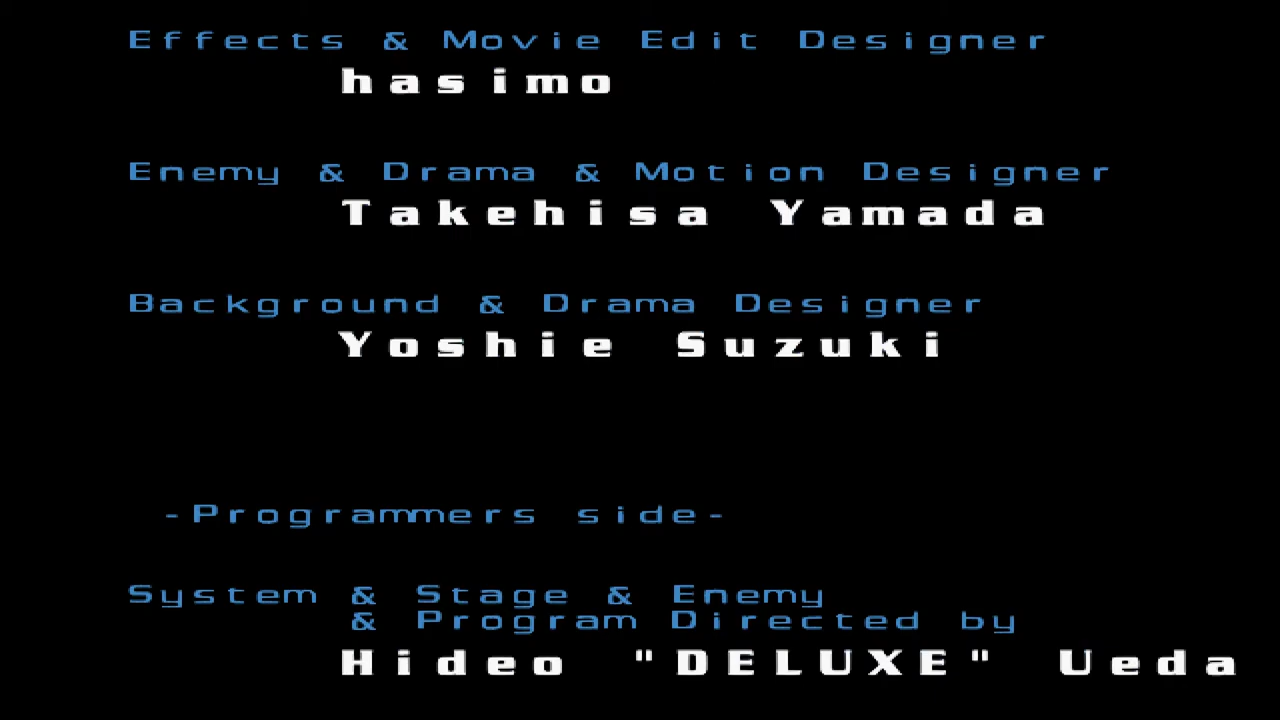 Effects & Movie Edit Designer
hasimo
Enemy & Drama & Motion Designer
Takehisa Yamada
Background & Drama Designer
Yoshie Suzuki
-Programmers side-
System & Stage & Enemy
& Program Directed by
Hideo "DELUXE" Ueda